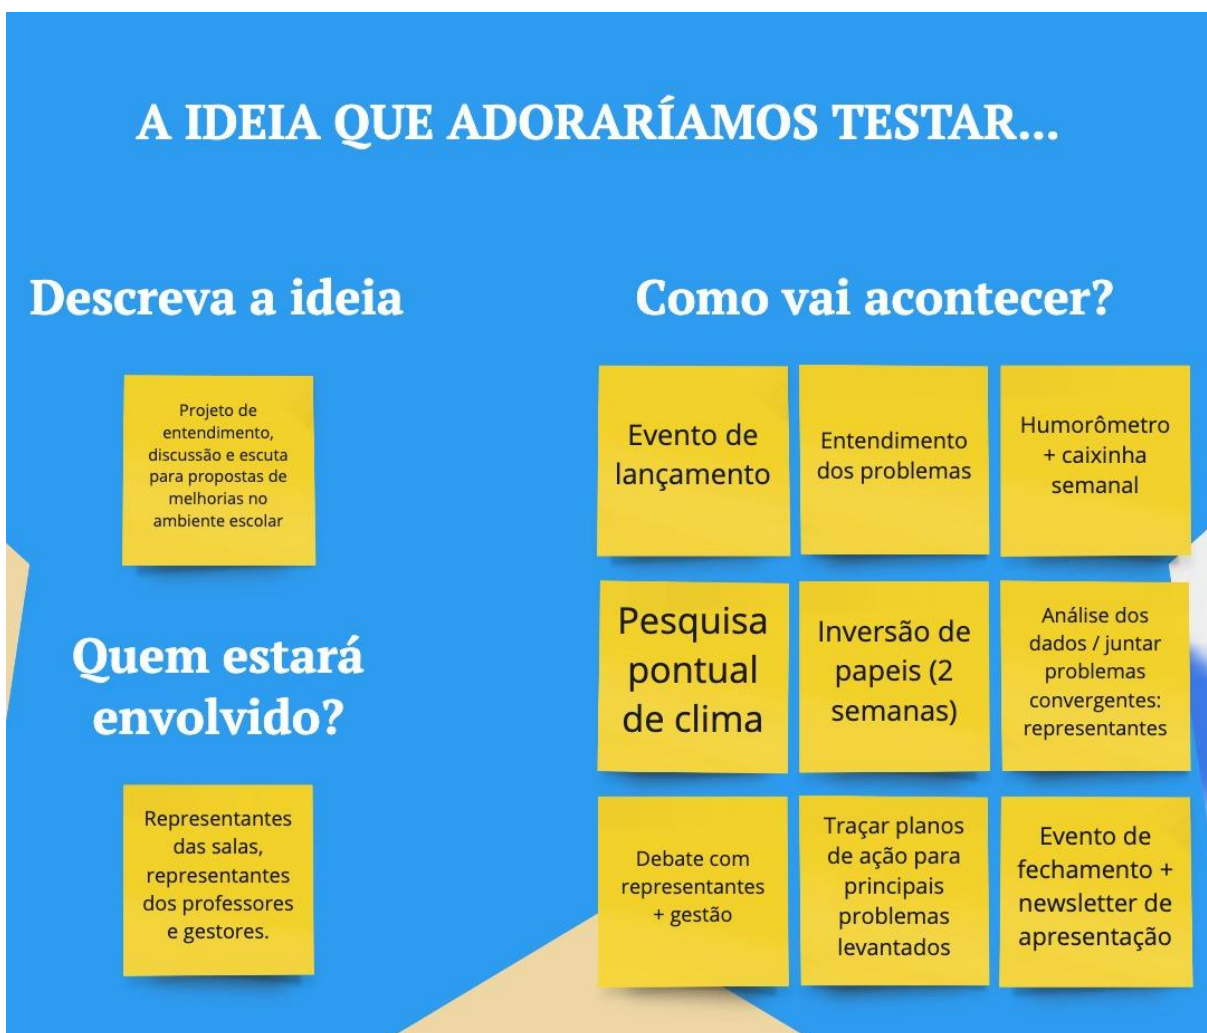 A IDEIA QUE ADORARÍAMOS TESTAR...
Descreva a ideia
Projeto de
entendimento,
discussão e escuta
para propostas de
melhorias no
ambiente escolar
Quem estará
envolvido?
Representantes
das salas,
representantes
dos professores
e gestores.
Como vai acontecer?
Evento de
lançamento
Entendimento
dos problemas
Humorômetro
+ caixinha
semanal
Pesquisa
pontual
de clima
Inversão de
papeis (2
semanas)
Análise dos
dados / juntar
problemas
convergentes:
representantes
Debate com
representantes
+ gestão
Traçar planos
de ação para
principais
problemas
levantados
Evento de
fechamento +
newsletter de
apresentação